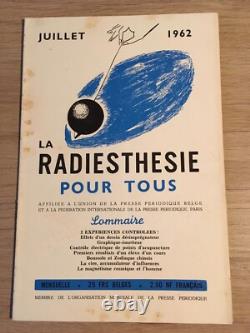 JUILLET 1962
LA
RADIESTHESIE
POUR TOUS
AFFILIEE A L'UNION DE LA PRESSE PERIODIQUE BELGE
ET A LA FEDERATION INTERNATIONALE DE LA PRESSE PERIODIQUE, PARIS
Sommaire
2 EXPERIENCES CONTROLEES :
Effets d'un dessin désintégrateur
Graphique-émetteur
Contrôle électrique de points d'acupuncture
Premiers résultats d'un élève d'un cours
Boussole et Zodiaque chinois
La cire, accumulateur d'influences
Le magnétisme cosmique et l'homme
MENSUELLE - 25 FRS BELGES - 2,50 NF FRANÇAIS
MEMBRE DE L'ORGANISATION MONDIALE DE LA PRESSE PERIODIQUE